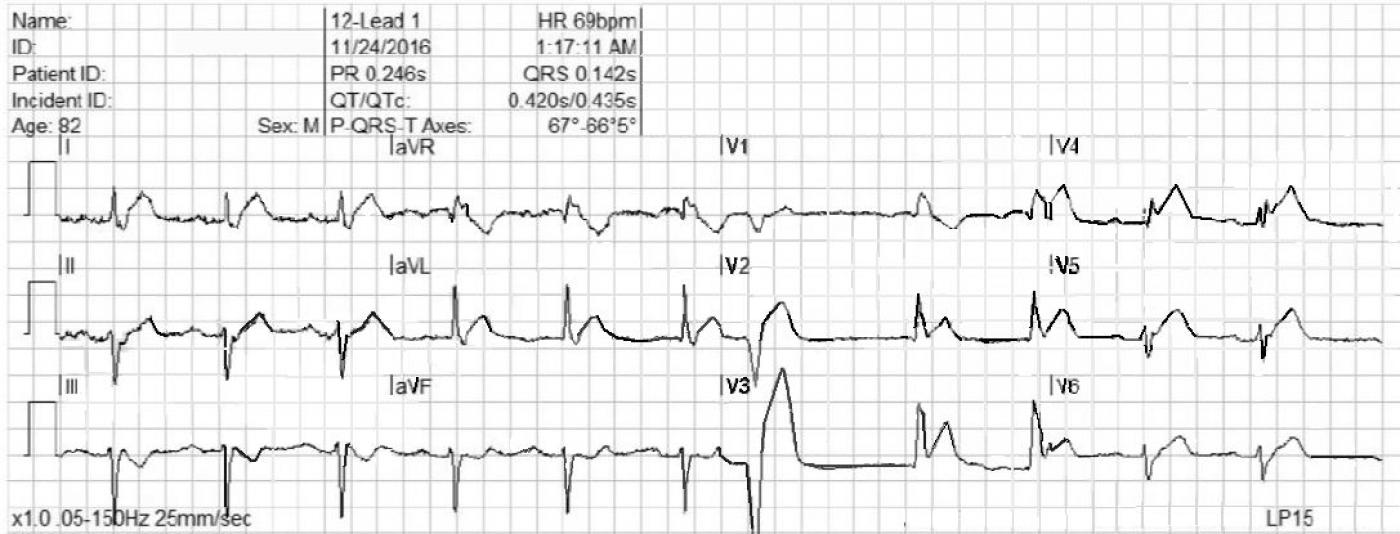 Name: 12-Lead 1 HR 69bpm
ID: 11/24/2016 1:17:11 AM
Patient ID: PR 0.246s QRS 0.142s
Incident ID: QT/QTc: 0.420s/0.435s
Age: 82 Sex: M P-QRS-T Axes: 67°-66°5°
I aVR V1 V4
II aVL V2 V5
III aVF V3 V6
x1.0 .05-150Hz 25mm/sec LP15